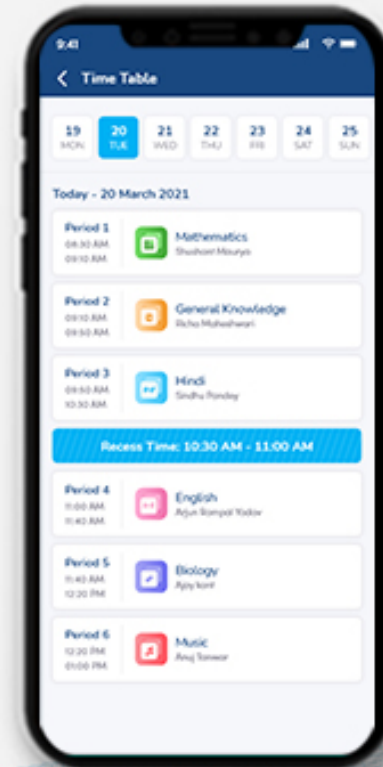 9:41
Time Table
19 20 21 22 23 24 25
MON TUE WED THU FRI SAT SUN
Today - 20 March 2021
Period 1
08:30 AM
09:10 AM
Mathematics
Shushant Mourya
Period 2
09:10 AM
09:50 AM
General Knowledge
Richa Maheshwari
Period 3
09:50 AM
10:30 AM
Hindi
Sindhu Pandey
Recess Time: 10:30 AM - 11:00 AM
Period 4
11:00 AM
11:40 AM
English
Arjun Rampal Yadav
Period 5
11:40 AM
12:20 PM
Biology
Ajay kant
Period 6
12:20 PM
01:00 PM
Music
Anuj Tanwar